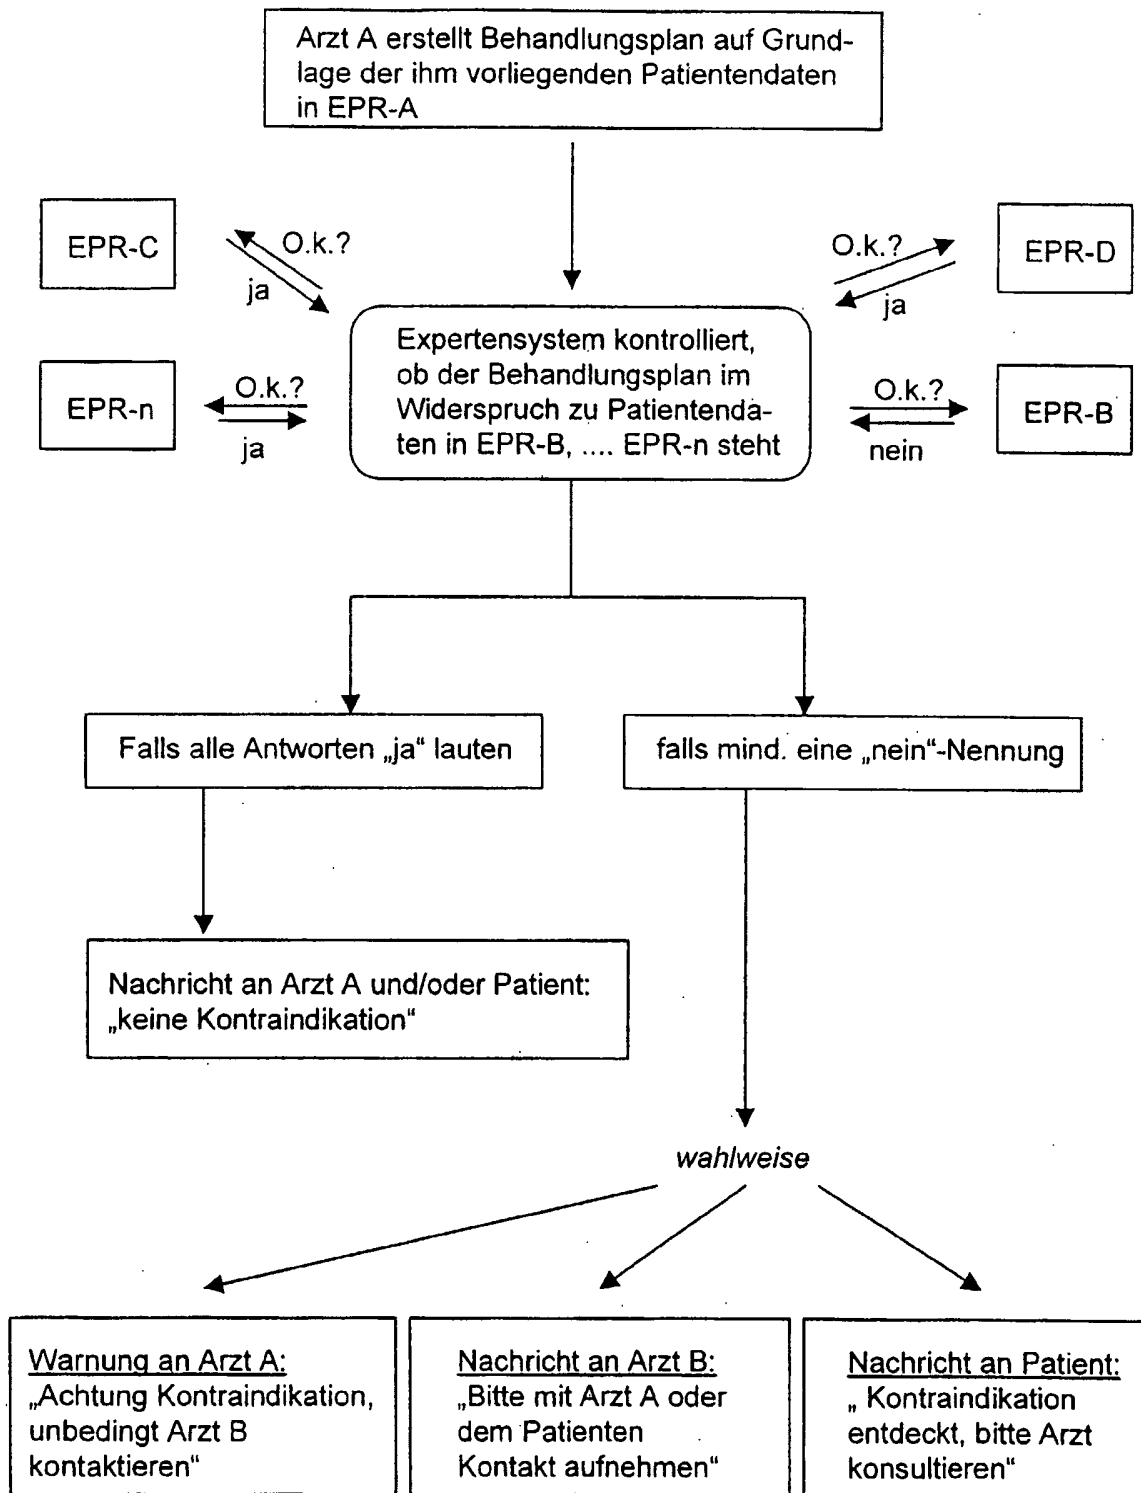 Arzt A erstellt Behandlungsplan auf Grund-
lage der ihm vorliegenden Patientendaten
in EPR-A
EPR-C
O.k.?
ja
O.k.?
ja
EPR-D
Expertensystem kontrolliert,
ob der Behandlungsplan im
Widerspruch zu Patientenda-
ten in EPR-B, .... EPR-n steht
EPR-n
O.k.?
ja
O.k.?
nein
EPR-B
Falls alle Antworten „ja“ lauten
falls mind. eine „nein“-Nennung
Nachricht an Arzt A und/oder Patient:
„keine Kontraindikation“
wahlweise
Warnung an Arzt A:
„Achtung Kontraindikation,
unbedingt Arzt B
kontaktieren“
Nachricht an Arzt B:
„Bitte mit Arzt A oder
dem Patienten
Kontakt aufnehmen“
Nachricht an Patient:
„ Kontraindikation
entdeckt, bitte Arzt
konsultieren“